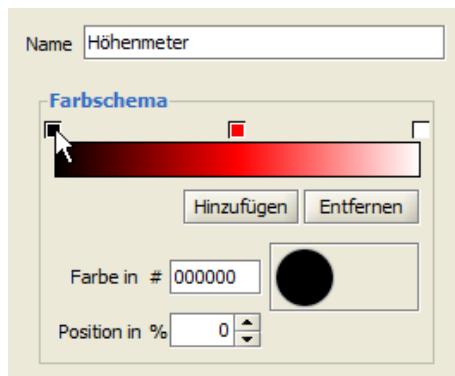 Name Höhenmeter
Farbschema
Hinzufügen Entfernen
Farbe in # 000000
Position in % 0